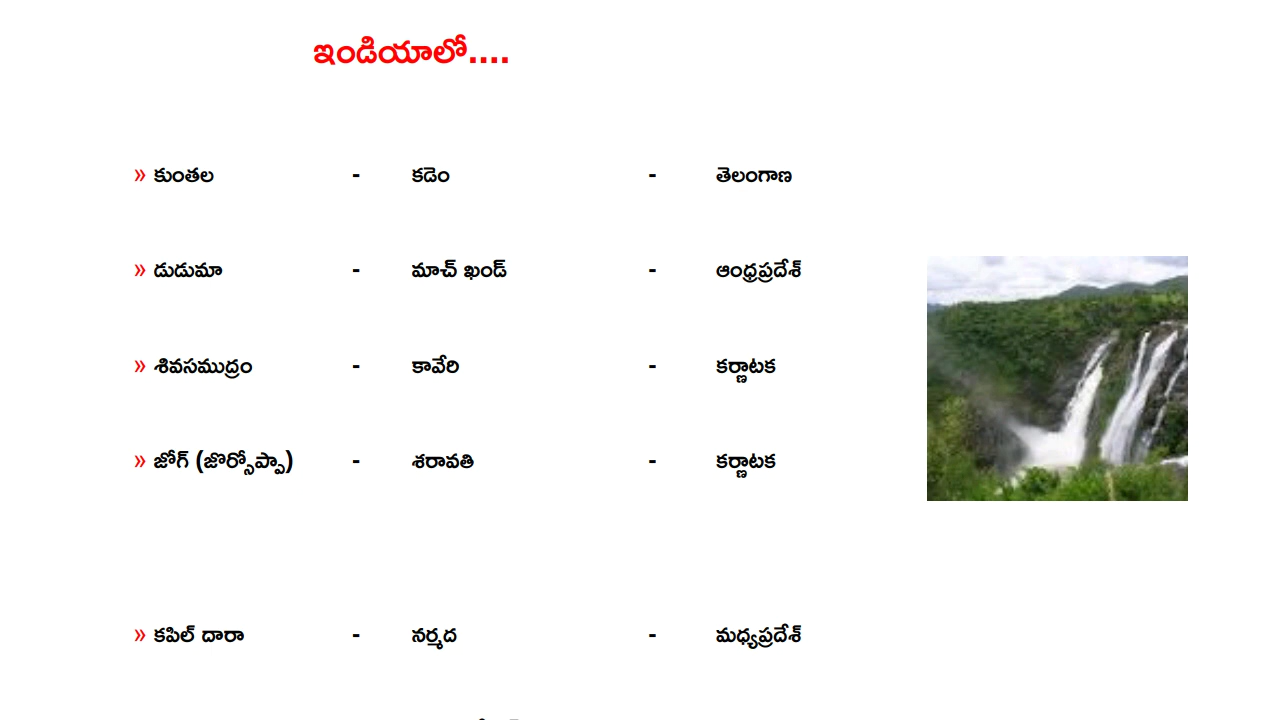 ఇండియాలో....
» కుంతల - కడెం - తెలంగాణ
» డుడుమా - మాచ్ ఖండ్ - ఆంధ్రప్రదేశ్
» శివసముద్రం - కావేరి - కర్ణాటక
» జోగ్ (జొర్సోప్పా) - శరావతి - కర్ణాటక
» కపిల్ దారా - నర్మద - మధ్యప్రదేశ్